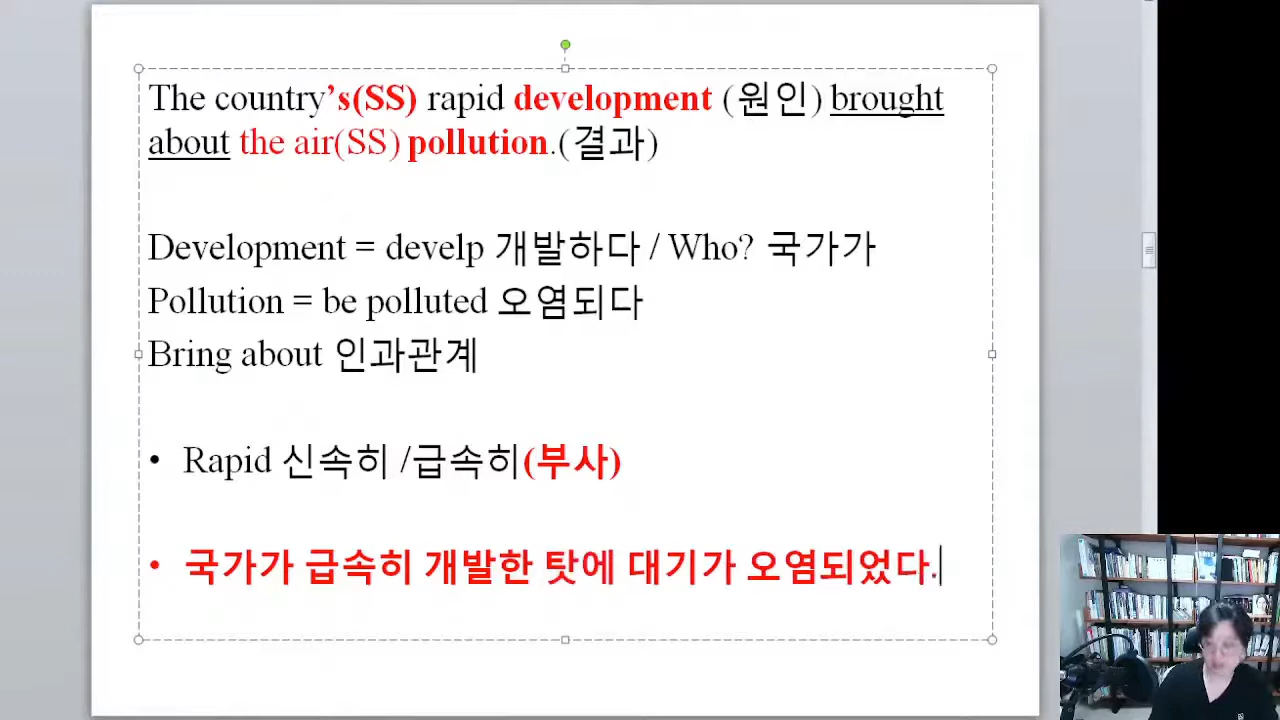 The country’s(SS) rapid development (원인) brought
about the air(SS) pollution.(결과)
Development = develp 개발하다 / Who? 국가가
Pollution = be polluted 오염되다
Bring about 인과관계
• Rapid 신속히 /급속히(부사)
• 국가가 급속히 개발한 탓에 대기가 오염되었다.